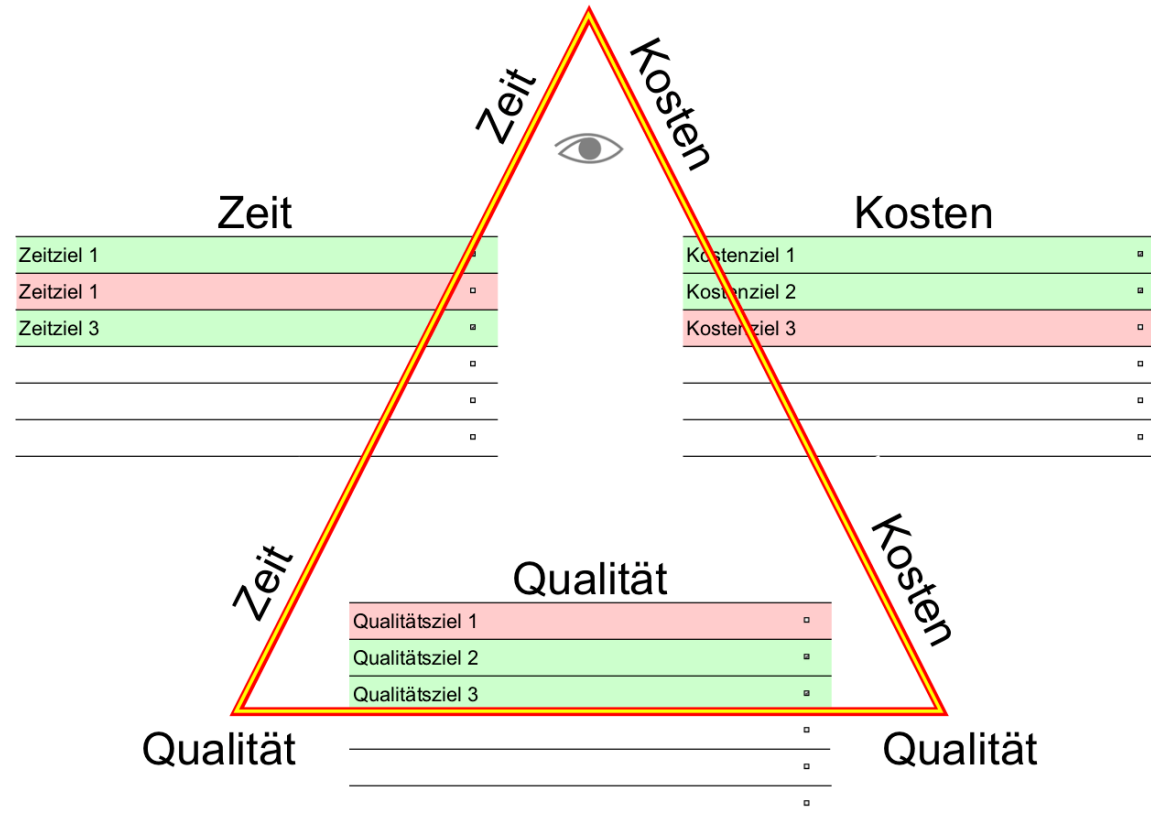 Zeit
Kosten
Zeit
Zeitziel 1
Zeitziel 1
Zeitziel 3
Kosten
Kostenziel 1
Kostenziel 2
Kostenziel 3
Zeit
Kosten
Qualität
Qualitätsziel 1
Qualitätsziel 2
Qualitätsziel 3
Qualität
Qualität